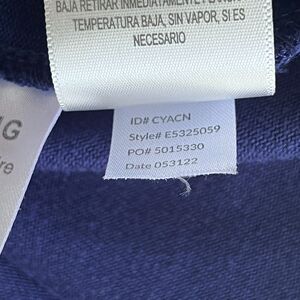 BAJA RETIRAR INMEDIATAMENTE
TEMPERATURA BAJA, SIN VAPOR, SI ES
NECESARIO
ID# CYACN
Style# E5325059
PO# 5015330
Date 053122